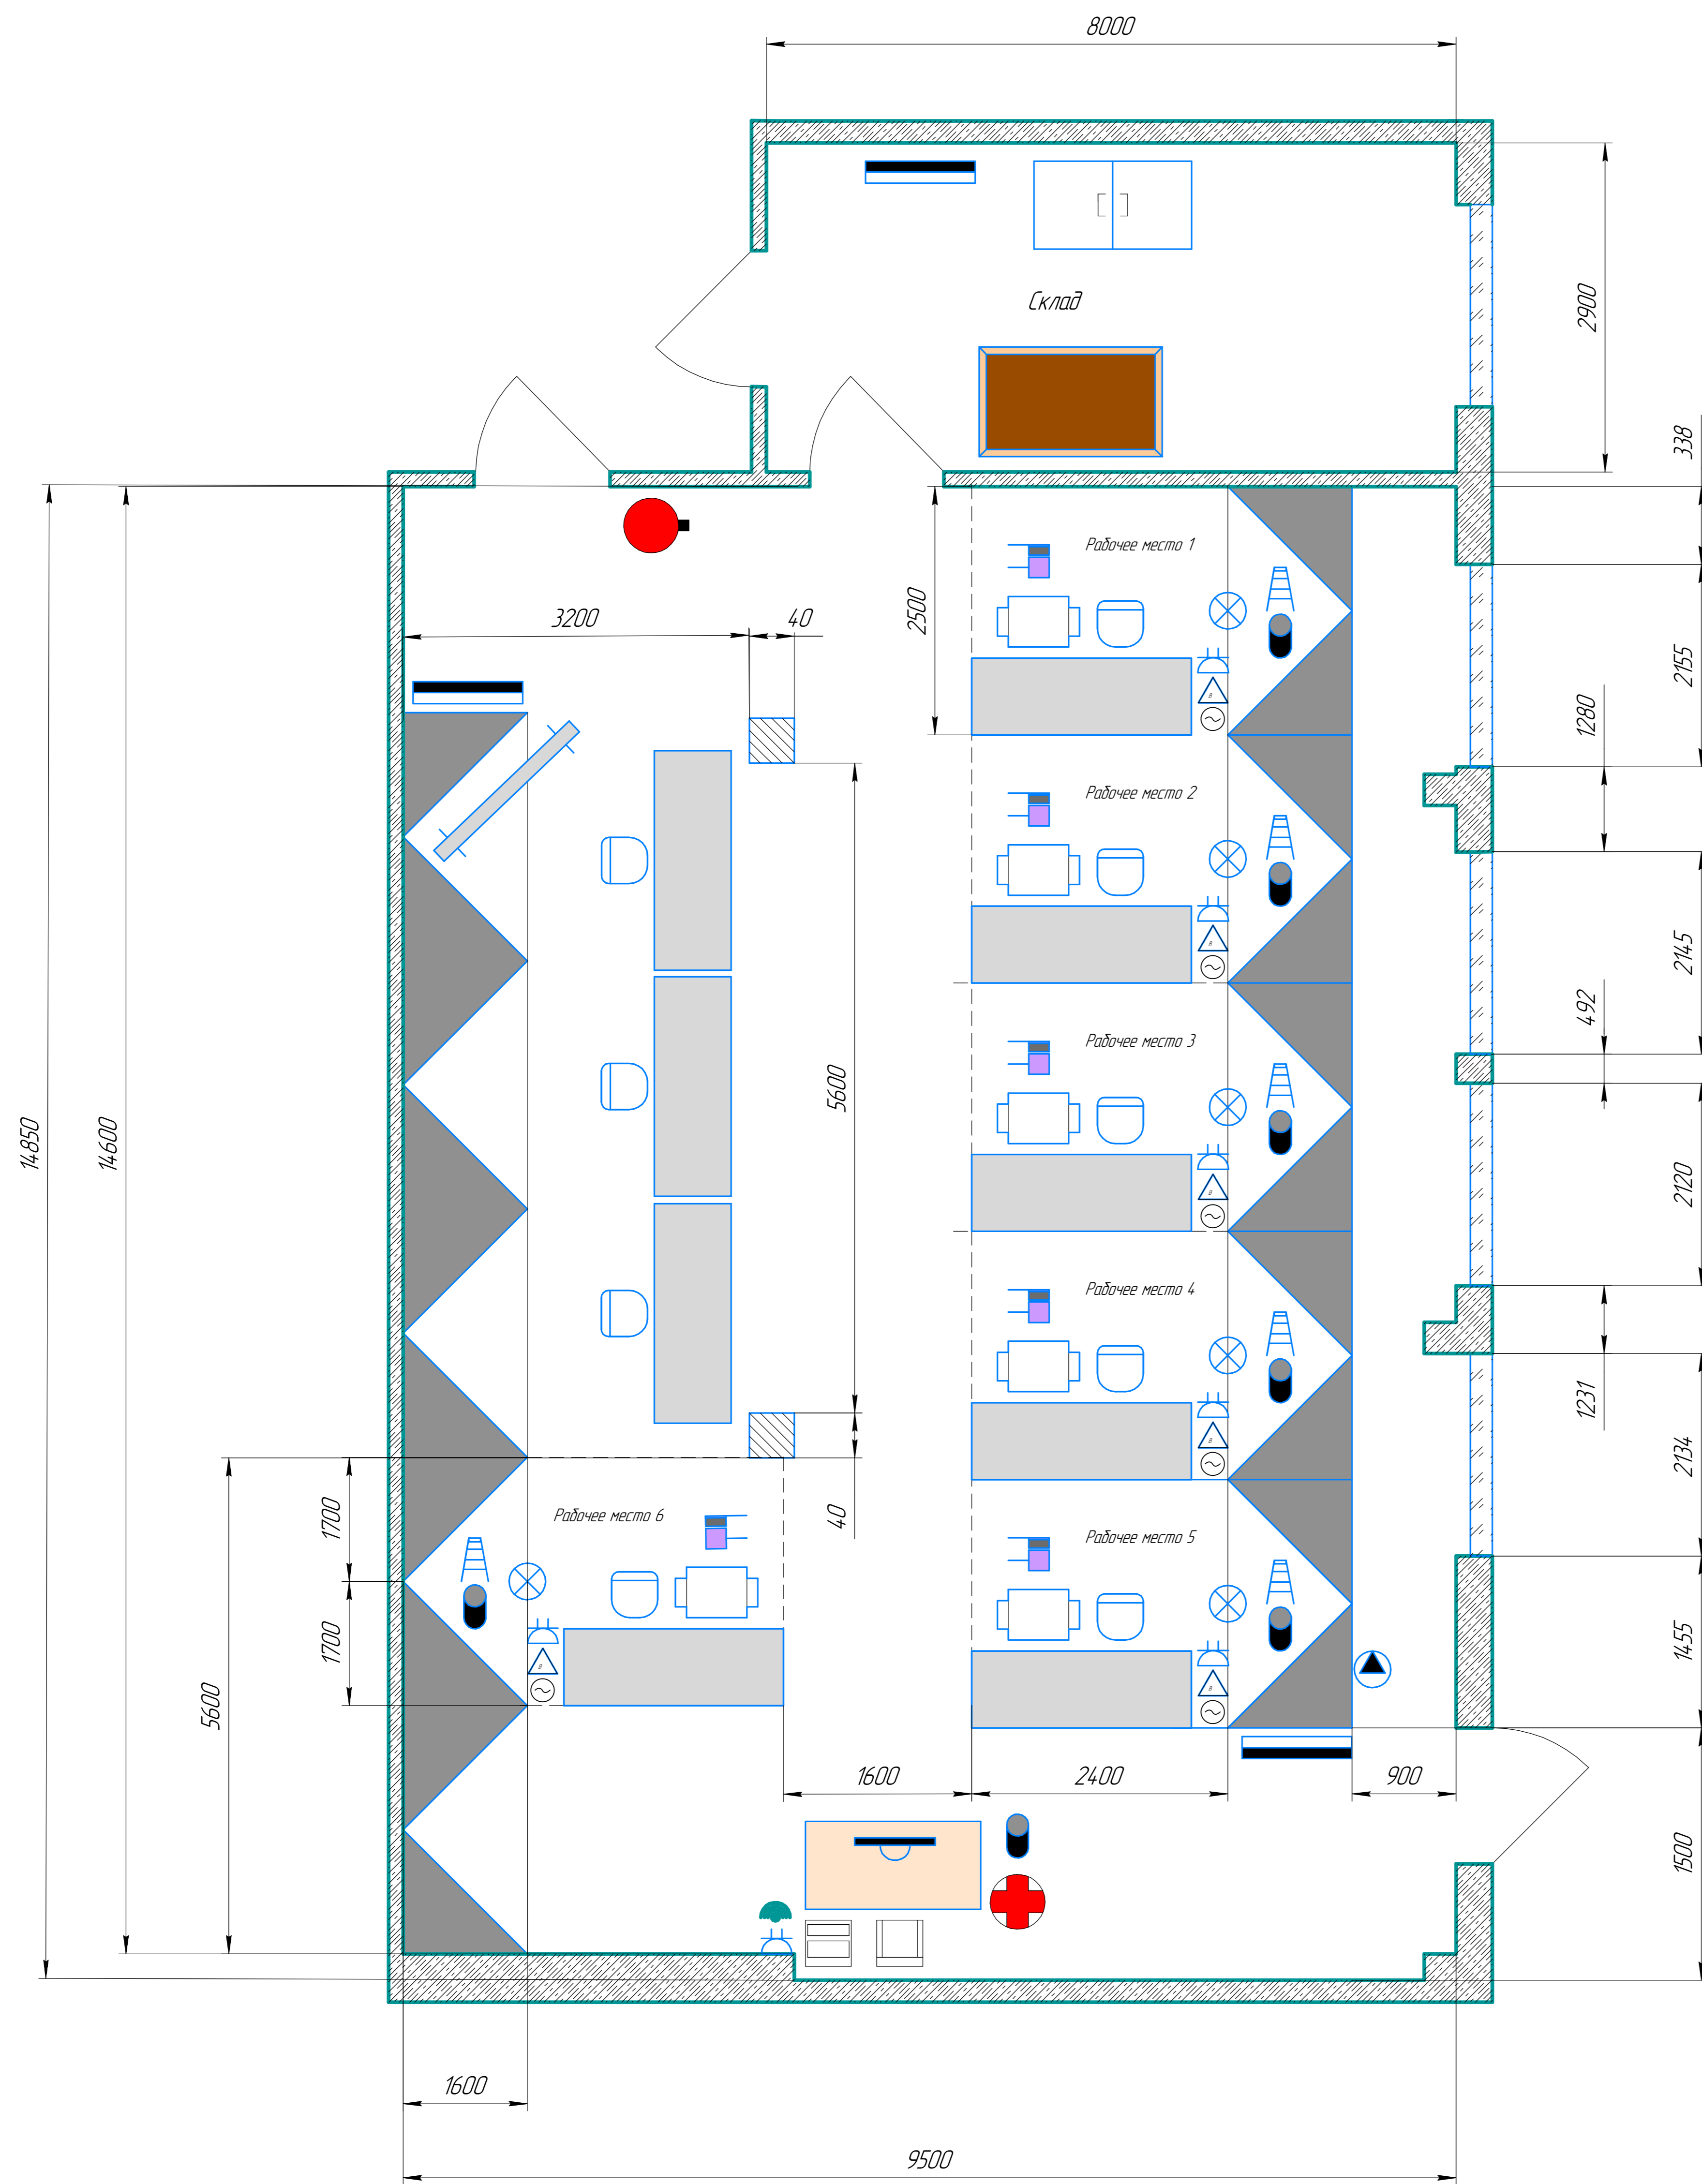 8000
2900
Склад
338
3200
40
2500
Рабочее место 1
2155
1280
В
Рабочее место 2
2145
В
492
Рабочее место 3
5600
14850
14600
2120
В
Рабочее место 4
1231
В
2134
1700
40
Рабочее место 6
Рабочее место 5
1700
1455
5600
В
В
1600
2400
900
1500
1600
9500